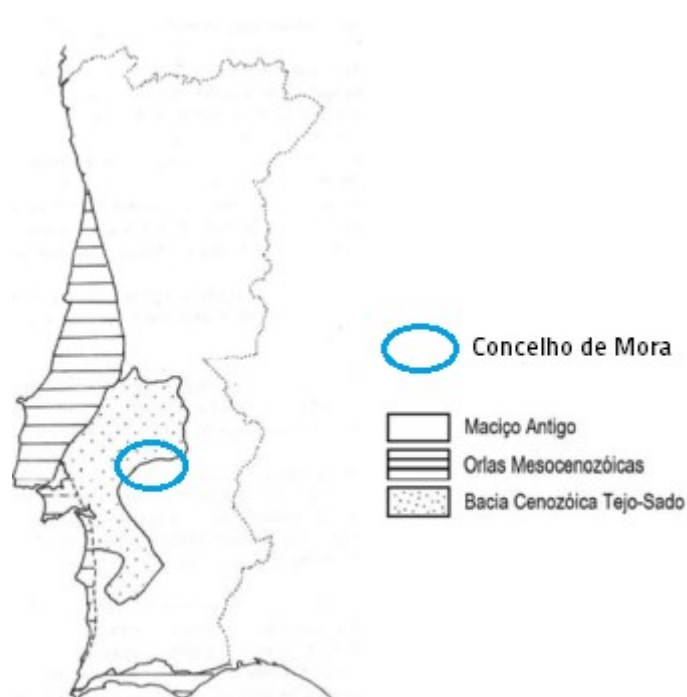 Concelho de Mora
Maciço Antigo
Orlas Mesocenozóicas
Bacia Cenozóica Tejo-Sado